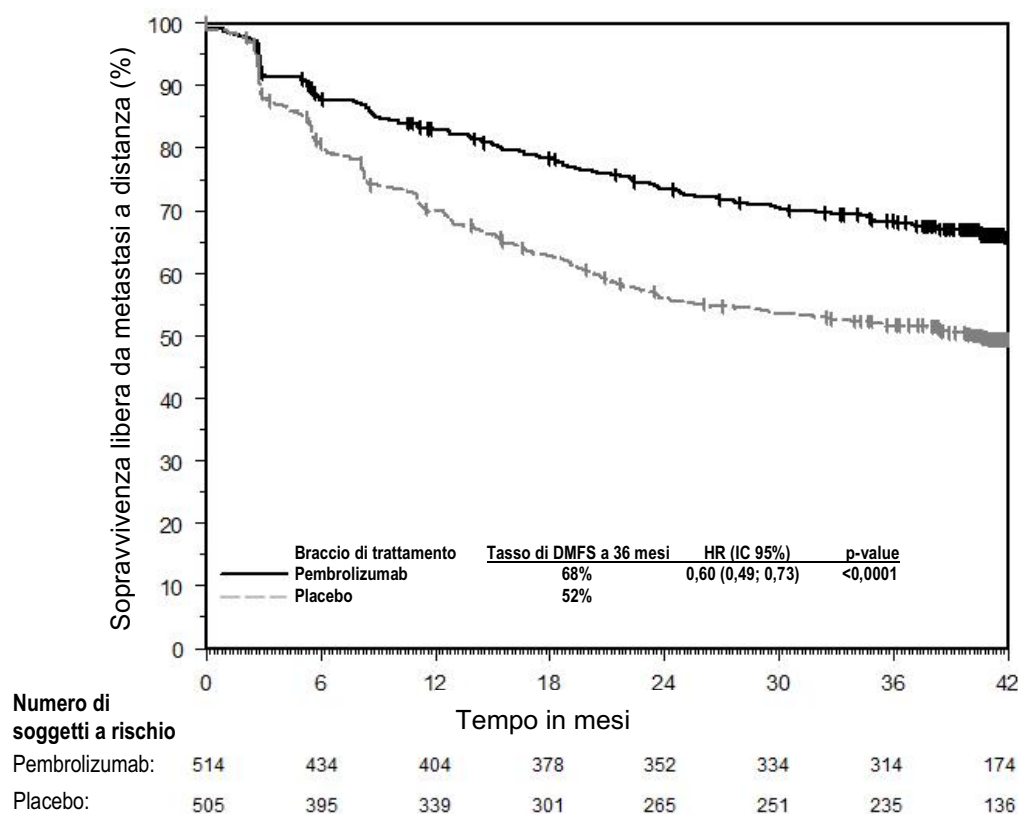 Sopravvivenza libera da metastasi a distanza (%)
100
90
80
70
60
50
40
30
20
10
0
Braccio di trattamento Tasso di DMFS a 36 mesi HR (IC 95%) p-value
Pembrolizumab 68% 0,60 (0,49; 0,73) <0,0001
Placebo 52%
0 6 12 18 24 30 36 42
Tempo in mesi
Numero di
soggetti a rischio
Pembrolizumab: 514 434 404 378 352 334 314 174
Placebo: 505 395 339 301 265 251 235 136